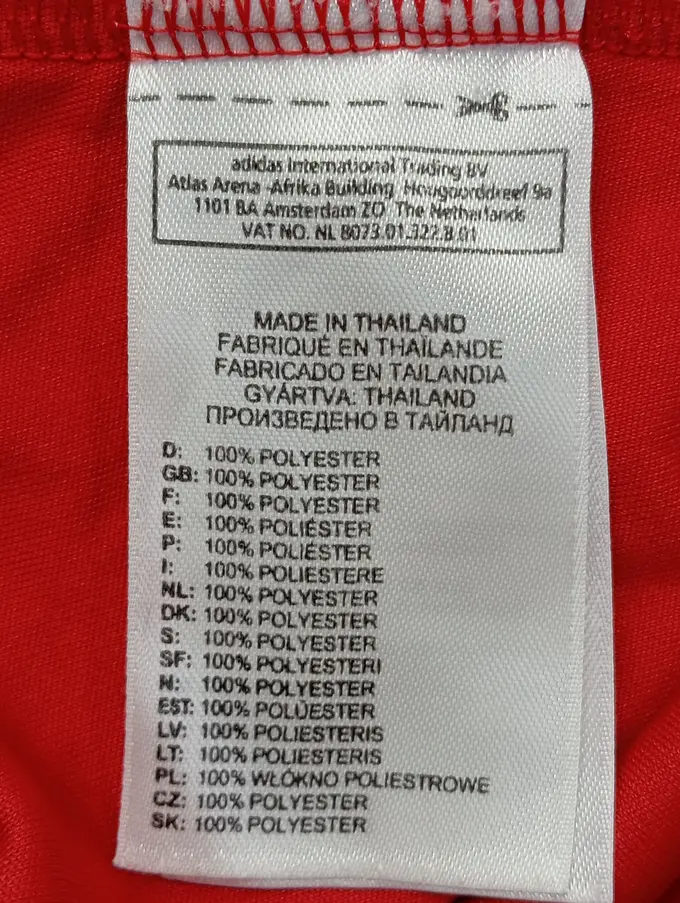 adidas International Trading BV
Atlas Arena -Afrika Building Hougoorddreef 9a
1101 BA Amsterdam ZO The Netherlands
VAT NO. NL 8073.01.322.B.01
MADE IN THAILAND
FABRIQUÉ EN THAÏLANDE
FABRICADO EN TAILANDIA
GYÁRTVA: THAILAND
ПРОИЗВЕДЕНО В ТАЙЛАНД
D: 100% POLYESTER
GB: 100% POLYESTER
F: 100% POLYESTER
E: 100% POLIÉSTER
P: 100% POLIÉSTER
I: 100% POLIESTERE
NL: 100% POLYESTER
DK: 100% POLYESTER
S: 100% POLYESTER
SF: 100% POLYESTERI
N: 100% POLYESTER
EST: 100% POLÜESTER
LV: 100% POLIESTERIS
LT: 100% POLIESTERIS
PL: 100% WŁÓKNO POLIESTROWE
CZ: 100% POLYESTER
SK: 100% POLYESTER